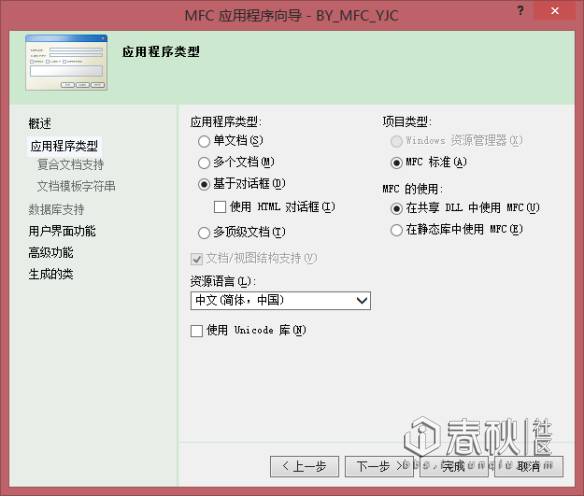 MFC 应用程序向导 - BY_MFC_YJC
? ×
应用程序类型
概述
应用程序类型
复合文档支持
文档模板字符串
数据库支持
用户界面功能
高级功能
生成的类
应用程序类型:
单文档(S)
多个文档(M)
基于对话框(D)
使用 HTML 对话框(I)
多顶级文档(T)
文档/视图结构支持(V)
资源语言(L):
中文(简体，中国)
使用 Unicode 库(N)
项目类型:
Windows 资源管理器(X)
MFC 标准(A)
MFC 的使用:
在共享 DLL 中使用 MFC(U)
在静态库中使用 MFC(E)
春秋社区
< 上一步
下一步 >
完成
取消